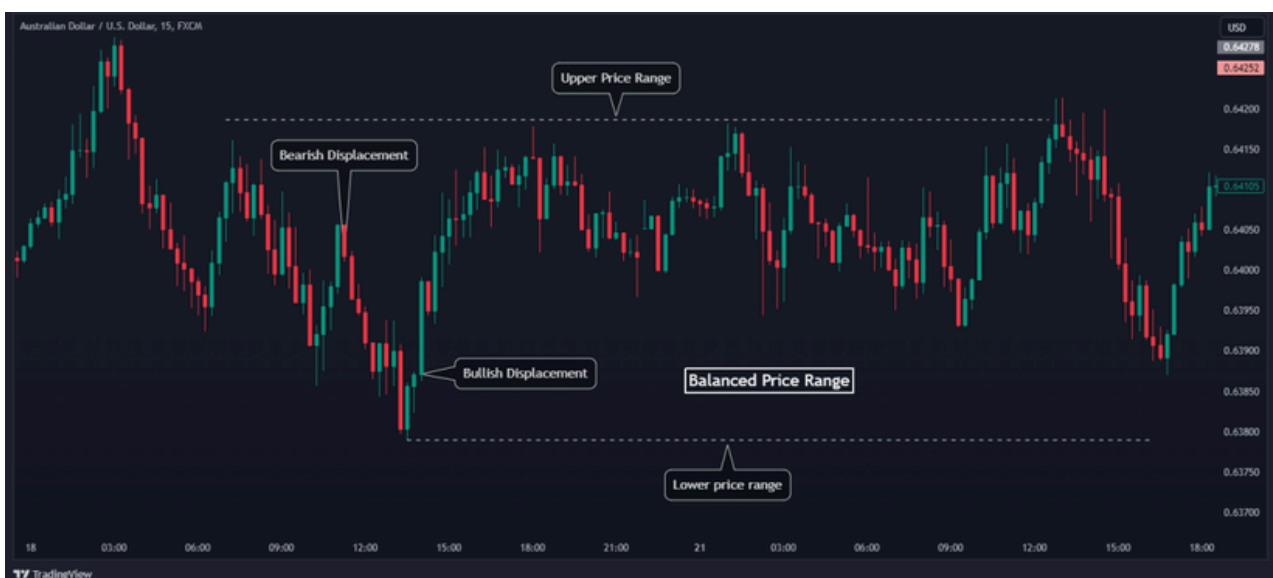 Australian Dollar / U.S. Dollar, 15, FXCM
USD
0.64278
0.64252
Upper Price Range
0.64200
Bearish Displacement
0.64150
0.64105
0.64050
0.64000
0.63950
0.63900
Bullish Displacement
Balanced Price Range
0.63850
0.63800
0.63750
Lower price range
0.63700
18 03:00 06:00 09:00 12:00 15:00 18:00 21:00 21 03:00 06:00 09:00 12:00 15:00 18:00
TradingView